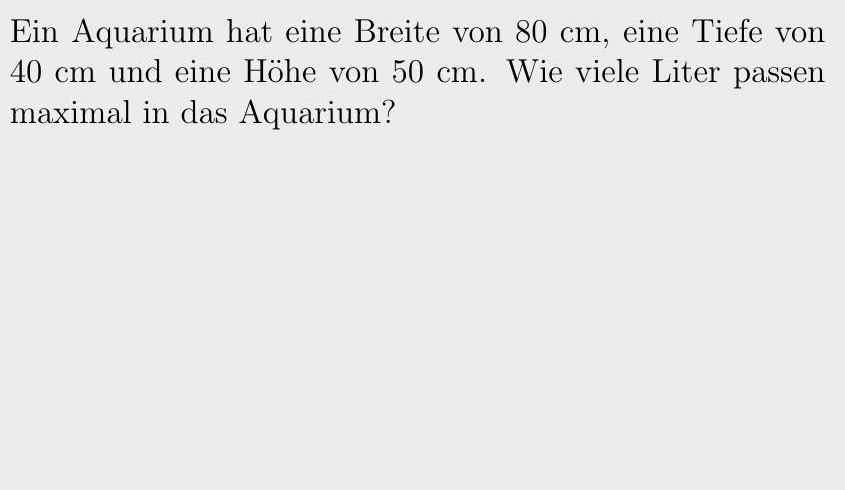 Ein Aquarium hat eine Breite von 80 cm, eine Tiefe von
40 cm und eine Höhe von 50 cm. Wie viele Liter passen
maximal in das Aquarium?